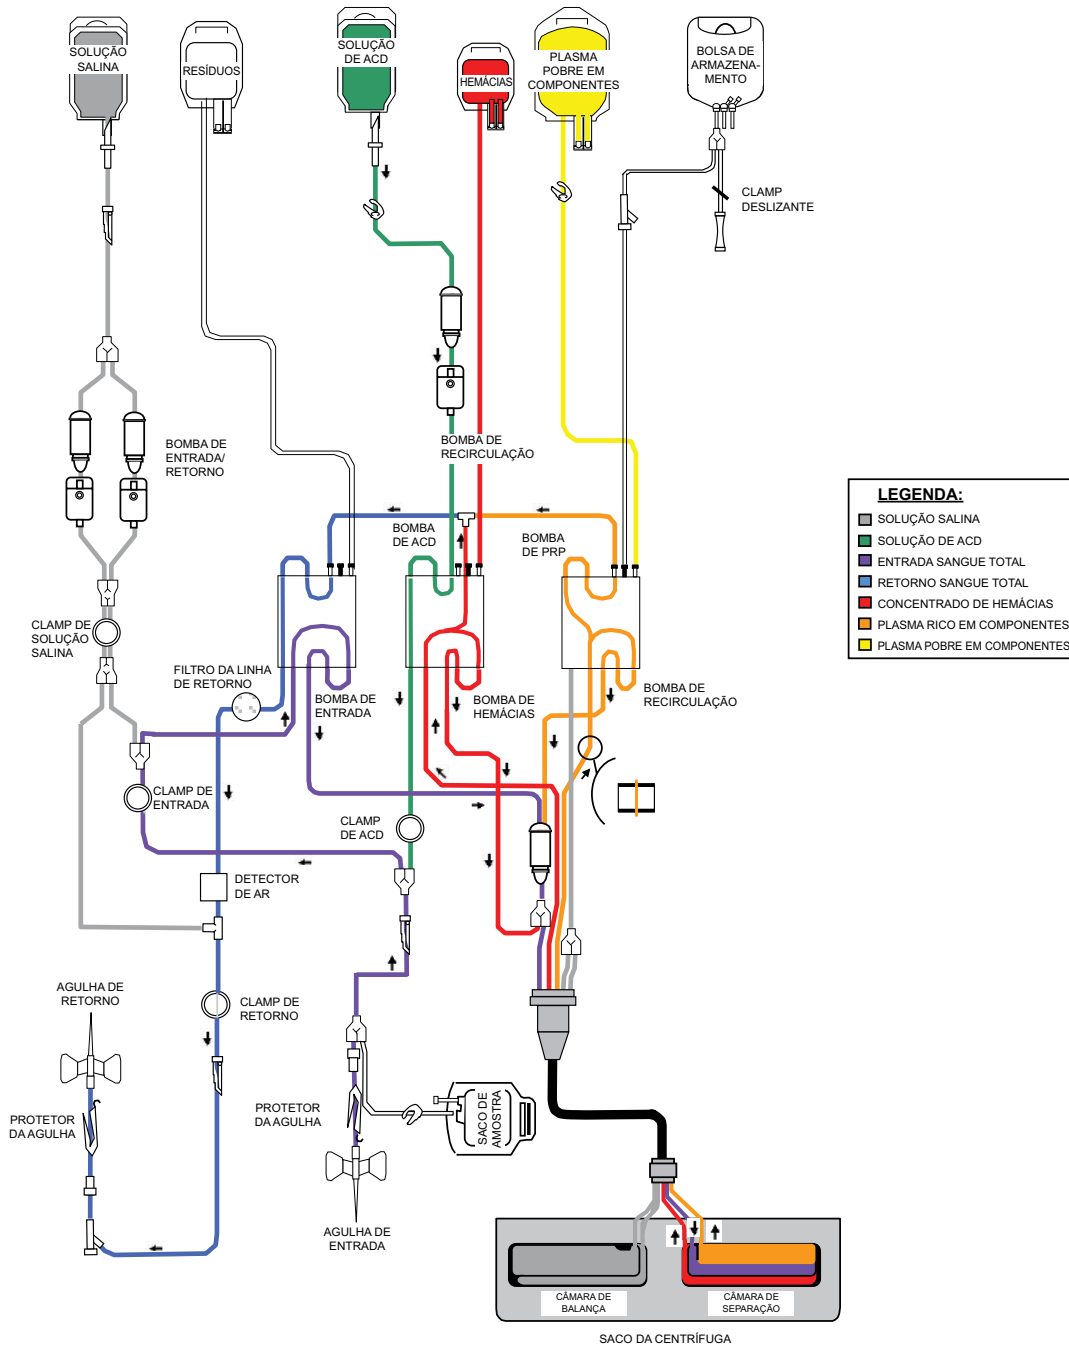 SOLUÇÃO
SALINA
RESÍDUOS
SOLUÇÃO
DE ACD
HEMÁCIAS
PLASMA
POBRE EM
COMPONENTES
BOLSA DE
ARMAZENA-
MENTO
CLAMP
DESLIZANTE
BOMBA DE
ENTRADA/
RETORNO
BOMBA DE
RECIRCULAÇÃO
BOMBA
DE ACD
BOMBA
DE PRP
LEGENDA:
SOLUÇÃO SALINA
SOLUÇÃO DE ACD
ENTRADA SANGUE TOTAL
RETORNO SANGUE TOTAL
CONCENTRADO DE HEMÁCIAS
PLASMA RICO EM COMPONENTES
PLASMA POBRE EM COMPONENTES
CLAMP DE
SOLUÇÃO
SALINA
FILTRO DA LINHA
DE RETORNO
BOMBA DE
ENTRADA
BOMBA DE
HEMÁCIAS
BOMBA DE
RECIRCULAÇÃO
CLAMP DE
ENTRADA
CLAMP
DE ACD
DETECTOR
DE AR
AGULHA DE
RETORNO
CLAMP DE
RETORNO
PROTETOR
DA AGULHA
PROTETOR
DA AGULHA
SACO DE
AMOSTRA
AGULHA DE
ENTRADA
CÂMARA DE
BALANÇA
CÂMARA DE
SEPARAÇÃO
SACO DA CENTRÍFUGA